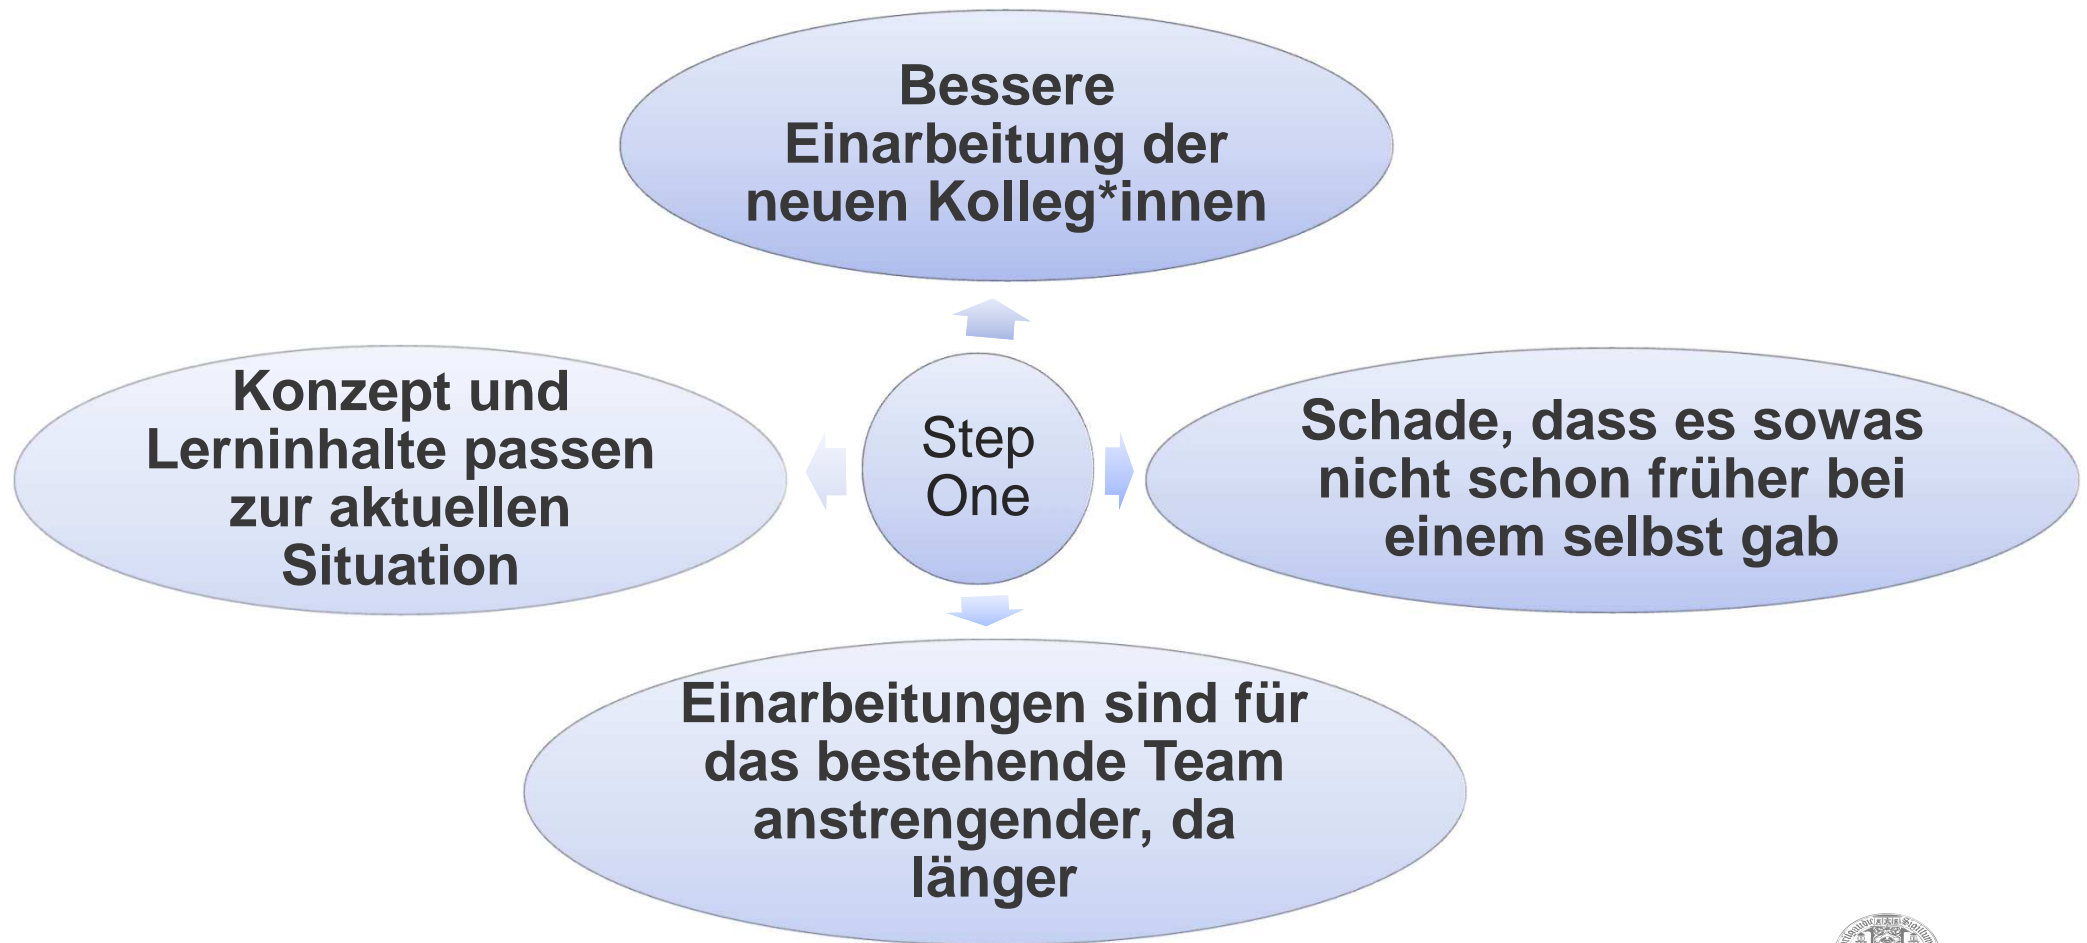 Bessere
Einarbeitung der
neuen Kolleg*innen
Konzept und
Lerninhalte passen
zur aktuellen
Situation
Step
One
Schade, dass es sowas
nicht schon früher bei
einem selbst gab
Einarbeitungen sind für
das bestehende Team
anstrengender, da
länger